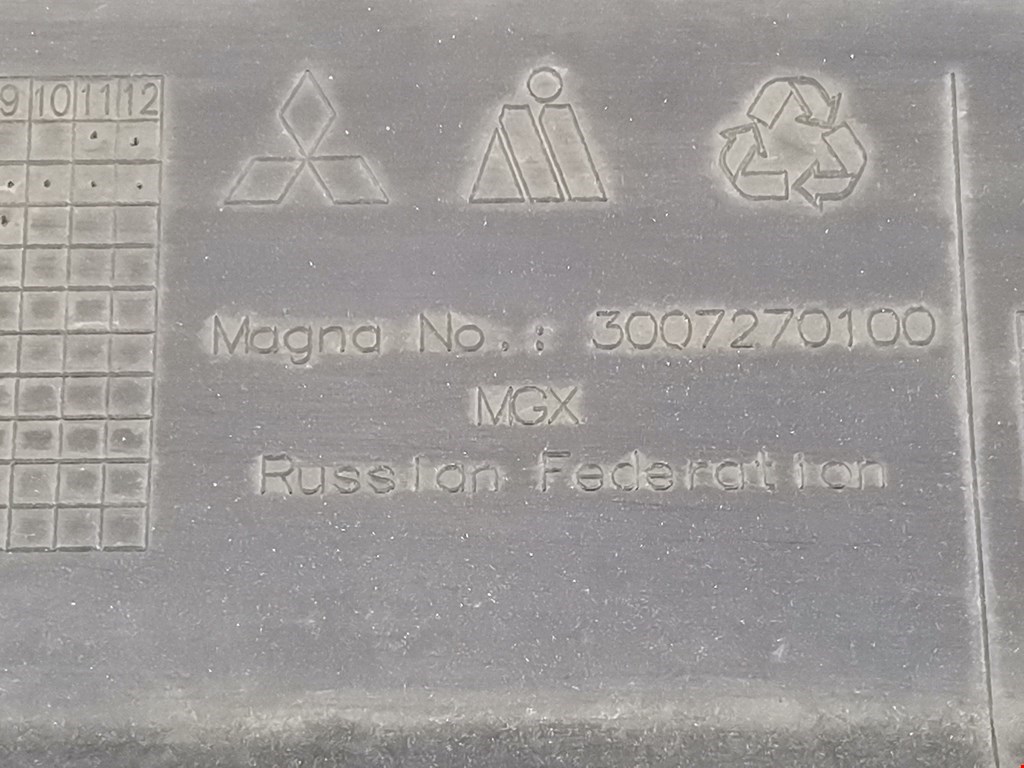 9 10 11 12
Magna No.: 3007270100
MGX
Russian Federation